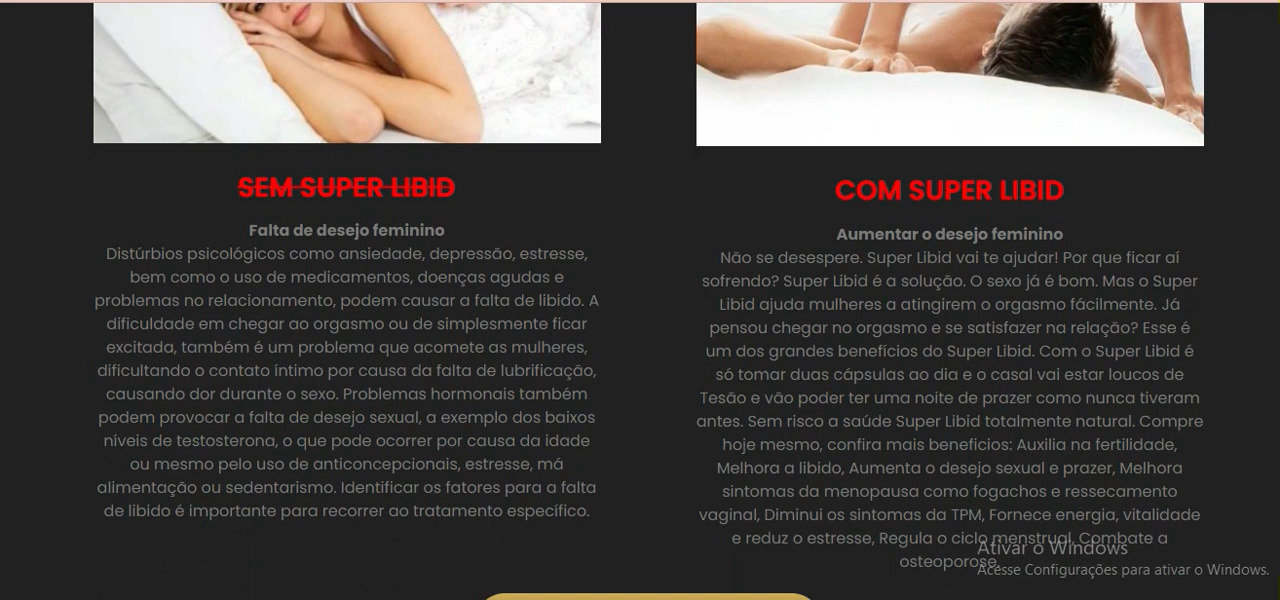 SEM SUPER LIBID
Falta de desejo feminino
Distúrbios psicológicos como ansiedade, depressão, estresse,
bem como o uso de medicamentos, doenças agudas e
problemas no relacionamento, podem causar a falta de libido. A
dificuldade em chegar ao orgasmo ou de simplesmente ficar
excitada, também é um problema que acomete as mulheres,
dificultando o contato íntimo por causa da falta de lubrificação,
causando dor durante o sexo. Problemas hormonais também
podem provocar a falta de desejo sexual, a exemplo dos baixos
níveis de testosterona, o que pode ocorrer por causa da idade
ou mesmo pelo uso de anticoncepcionais, estresse, má
alimentação ou sedentarismo. Identificar os fatores para a falta
de libido é importante para recorrer ao tratamento específico.
COM SUPER LIBID
Aumentar o desejo feminino
Não se desespere. Super Libid vai te ajudar! Por que ficar aí
sofrendo? Super Libid é a solução. O sexo já é bom. Mas o Super
Libid ajuda mulheres a atingirem o orgasmo fácilmente. Já
pensou chegar no orgasmo e se satisfazer na relação? Esse é
um dos grandes benefícios do Super Libid. Com o Super Libid é
só tomar duas cápsulas ao dia e o casal vai estar loucos de
Tesão e vão poder ter uma noite de prazer como nunca tiveram
antes. Sem risco a saúde Super Libid totalmente natural. Compre
hoje mesmo, confira mais beneficios: Auxilia na fertilidade,
Melhora a libido, Aumenta o desejo sexual e prazer, Melhora
sintomas da menopausa como fogachos e ressecamento
vaginal, Diminui os sintomas da TPM, Fornece energia, vitalidade
e reduz o estresse, Regula o ciclo menstrual, Combate a
osteoporose.
Ativar o Windows
Acesse Configurações para ativar o Windows.